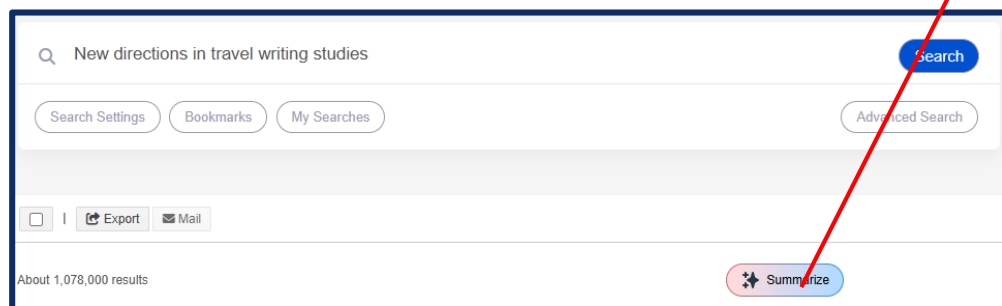 New directions in travel writing studies
Search
Search Settings Bookmarks My Searches Advanced Search
| Export Mail
About 1,078,000 results Summarize